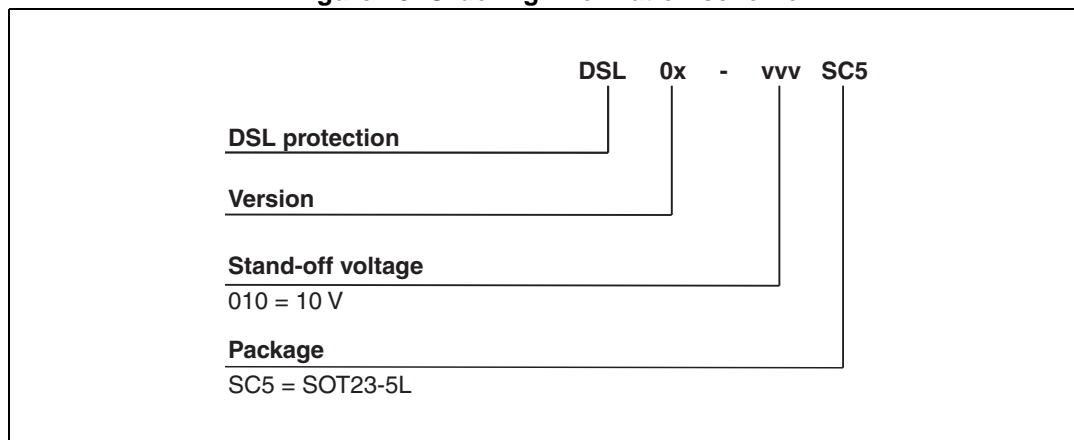 DSL 0x - vvv SC5
DSL protection
Version
Stand-off voltage
010 = 10 V
Package
SC5 = SOT23-5L